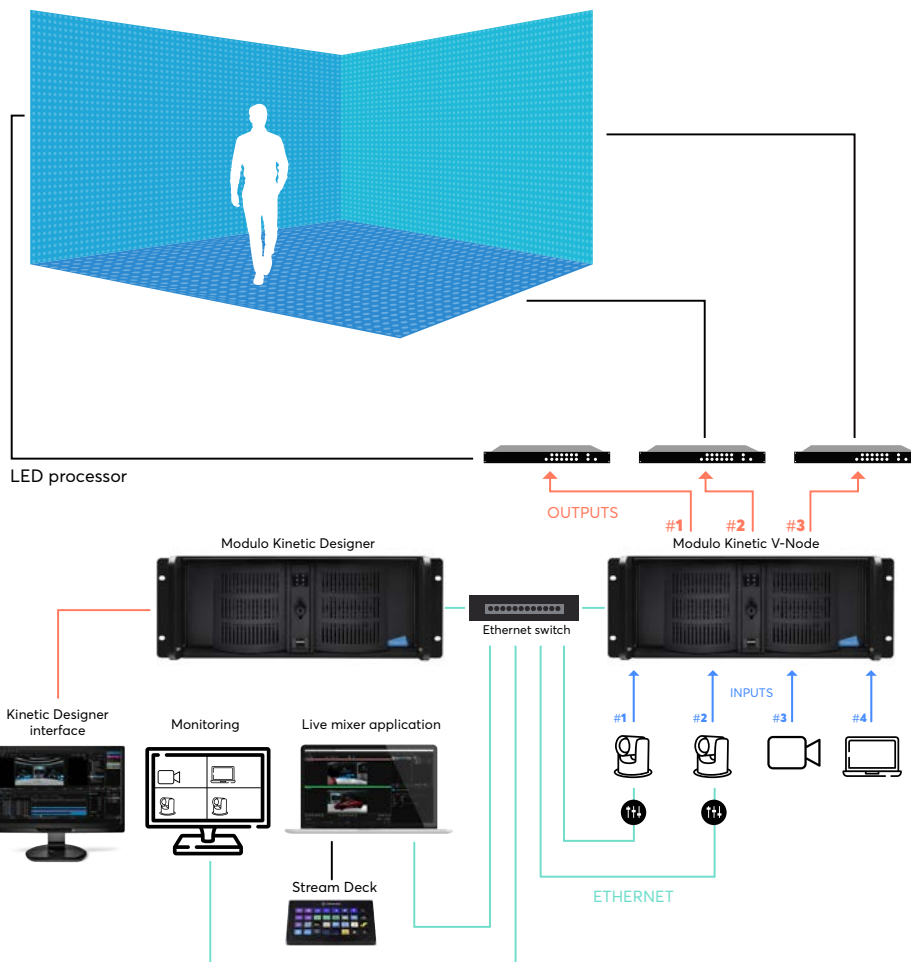 LED processor
OUTPUTS
#1
#2
#3
Modulo Kinetic Designer
Modulo Kinetic V-Node
Ethernet switch
INPUTS
#1
#2
#3
#4
Kinetic Designer
interface
Monitoring
Live mixer application
Stream Deck
ETHERNET